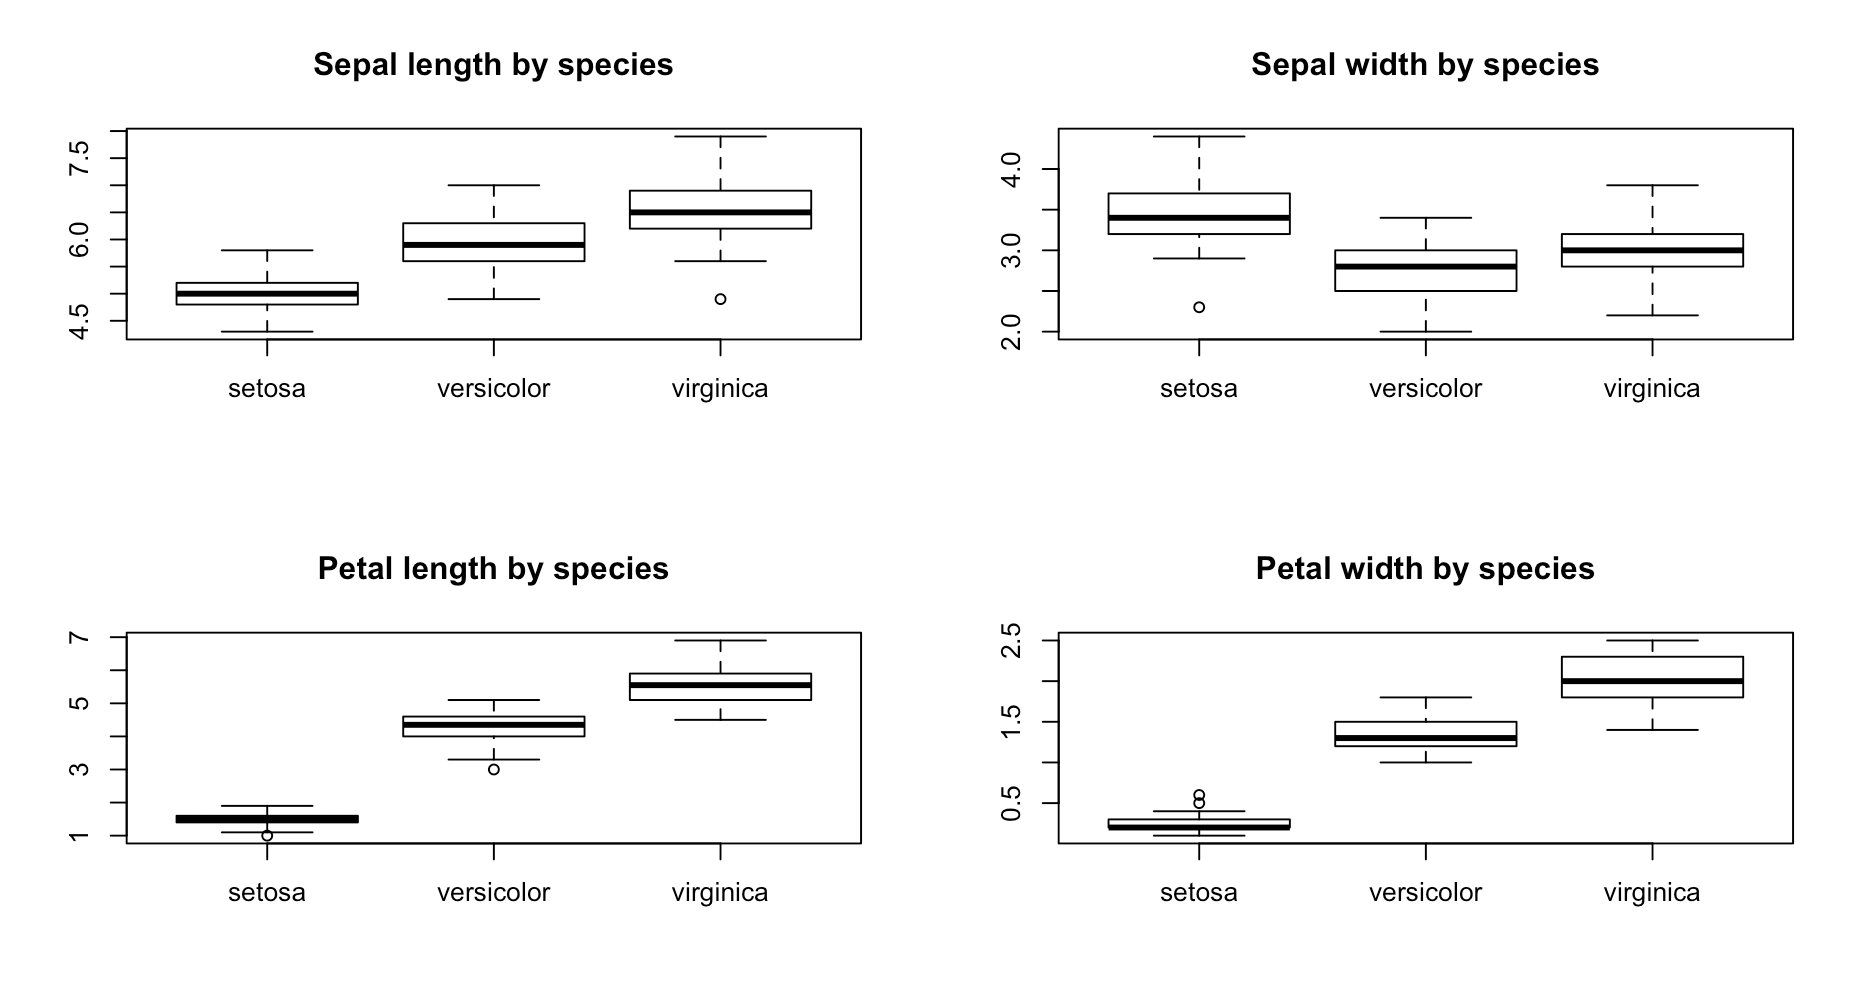 Sepal length by species
7.5
6.0
4.5
setosa versicolor virginica
Sepal width by species
4.0
3.0
2.0
setosa versicolor virginica
Petal length by species
7
5
3
1
setosa versicolor virginica
Petal width by species
2.5
1.5
0.5
setosa versicolor virginica